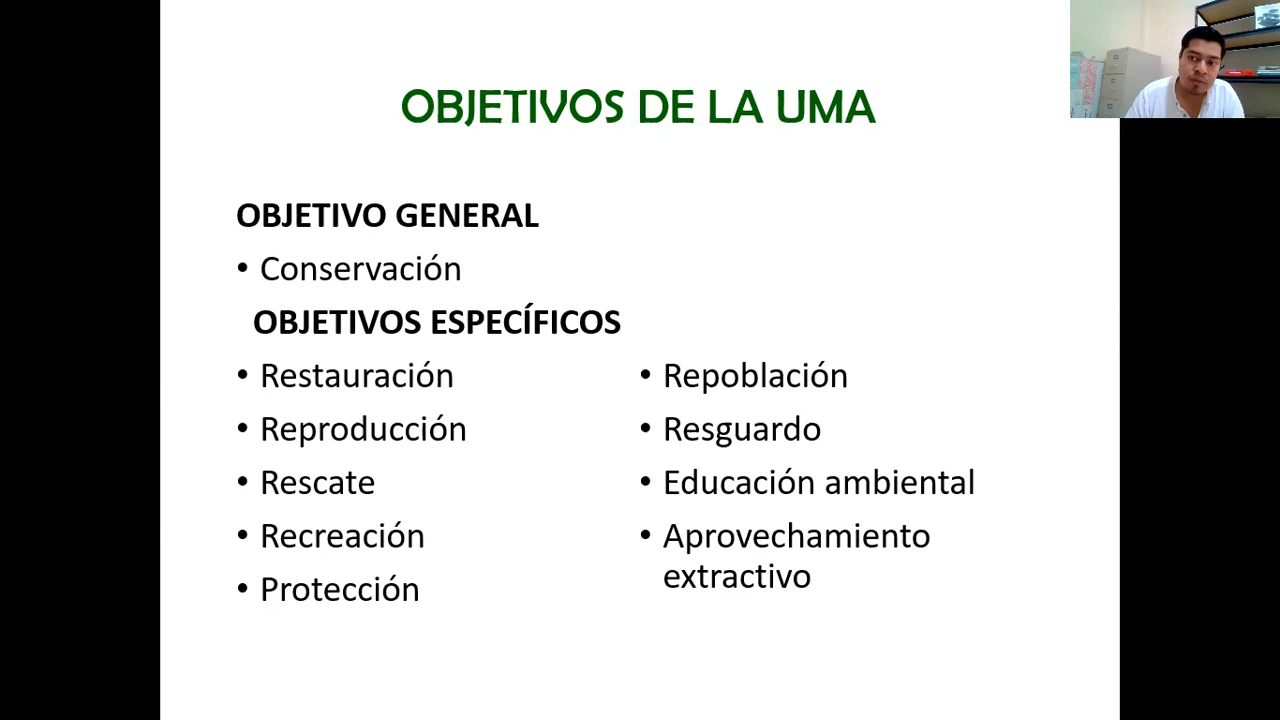 OBJETIVOS DE LA UMA
OBJETIVO GENERAL
• Conservación
OBJETIVOS ESPECÍFICOS
• Restauración
• Reproducción
• Rescate
• Recreación
• Protección
• Repoblación
• Resguardo
• Educación ambiental
• Aprovechamiento
extractivo